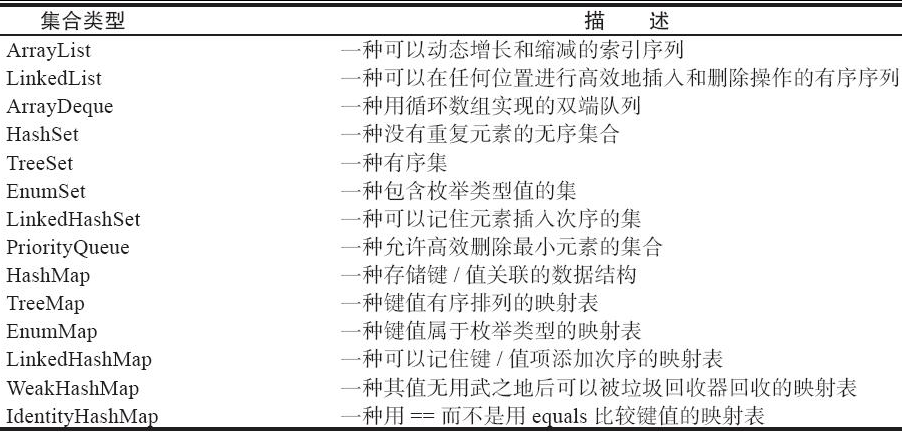 集合类型 描 述
ArrayList 一种可以动态增长和缩减的索引序列
LinkedList 一种可以在任何位置进行高效地插入和删除操作的有序序列
ArrayDeque 一种用循环数组实现的双端队列
HashSet 一种没有重复元素的无序集合
TreeSet 一种有序集
EnumSet 一种包含枚举类型值的集
LinkedHashSet 一种可以记住元素插入次序的集
PriorityQueue 一种允许高效删除最小元素的集合
HashMap 一种存储键 / 值关联的数据结构
TreeMap 一种键值有序排列的映射表
EnumMap 一种键值属于枚举类型的映射表
LinkedHashMap 一种可以记住键 / 值项添加次序的映射表
WeakHashMap 一种其值无用武之地后可以被垃圾回收器回收的映射表
IdentityHashMap 一种用 == 而不是用 equals 比较键值的映射表